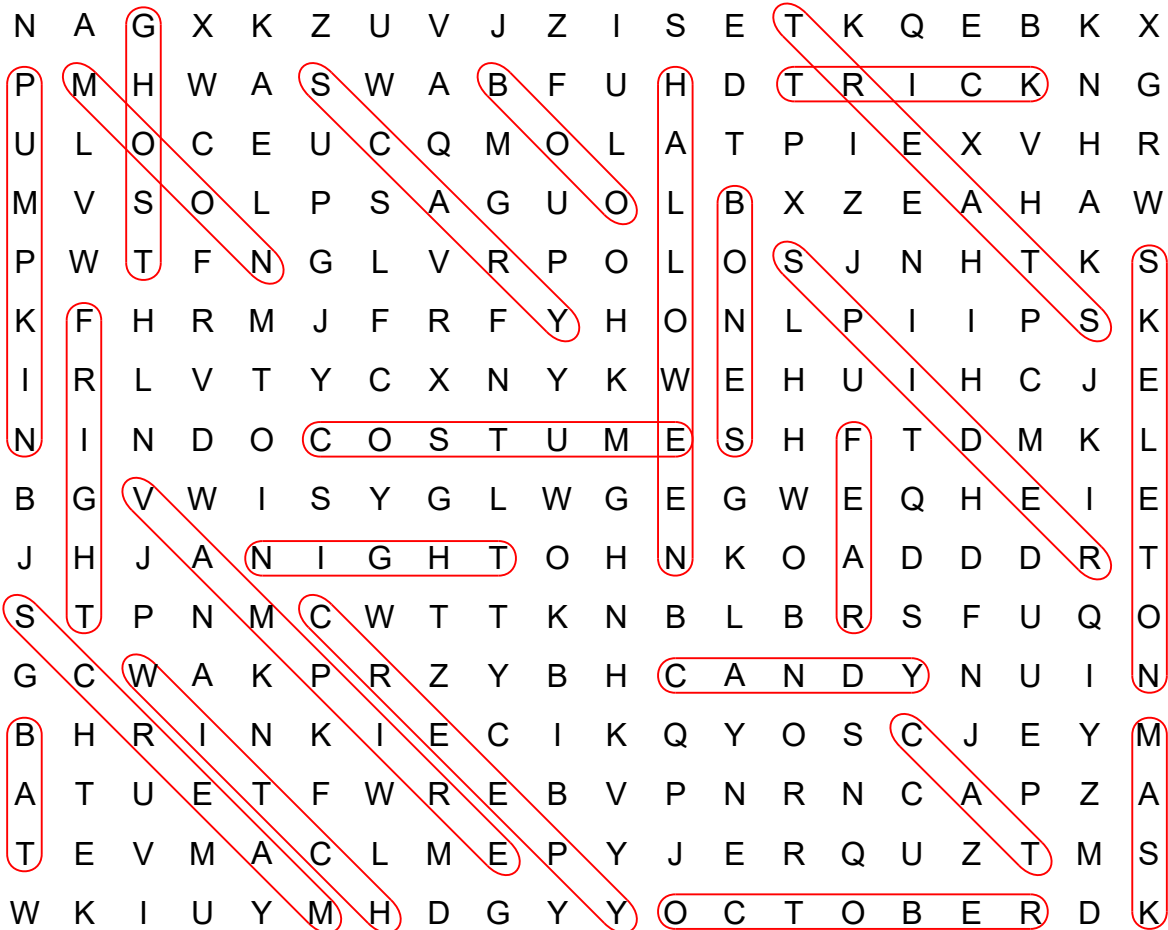 N A G X K Z U V J Z I S E T K Q E B K X
P M H W A S W A B F U H D T R I C K N G
U L O C E U C Q M O L A T P I E X V H R
M V S O L P S A G U O L B X Z E A H A W
P W T F N G L V R P O L O S J N H T K S
K F H R M J F R F Y H O N L P I I P S K
I R L V T Y C X N Y K W E H U I H C J E
N I N D O C O S T U M E S H F T D M K L
B G V W I S Y G L W G E G W E Q H E I E
J H J A N I G H T O H N K O A D D D R T
S T P N M C W T T K N B L B R S F U Q O
G C W A K P R Z Y B H C A N D Y N U I N
B H R I N K I E C I K Q Y O S C J E Y M
A T U E T F W R E B V P N R N C A P Z A
T E V M A C L M E P Y J E R Q U Z T M S
W K I U Y M H D G Y Y O C T O B E R D K